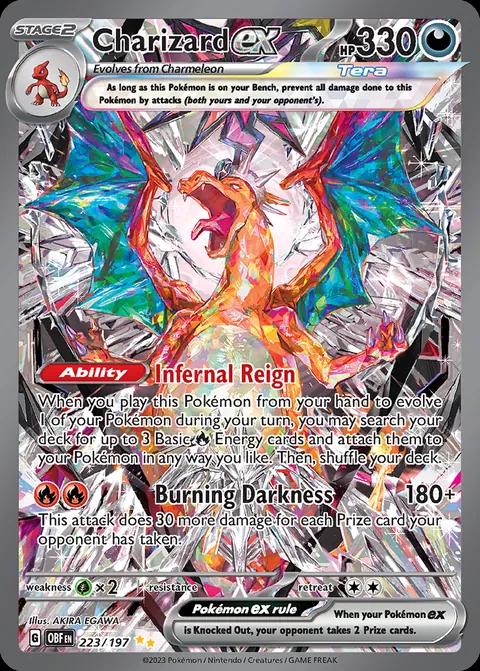 STAGE2 Charizard ex HP330
Evolves from Charmeleon Tera
As long as this Pokémon is on your Bench, prevent all damage done to this
Pokémon by attacks (both yours and your opponent's).
Ability Infernal Reign
When you play this Pokémon from your hand to evolve
1 of your Pokémon during your turn, you may search your
deck for up to 3 Basic Energy cards and attach them to
your Pokémon in any way you like. Then, shuffle your deck.
Burning Darkness 180+
This attack does 30 more damage for each Prize card your
opponent has taken.
weakness ×2 resistance retreat
Illus. AKIRA EGAWA
Pokémon ex rule When your Pokémon ex
is Knocked Out, your opponent takes 2 Prize cards.
G OBF EN 223/197
©2023 Pokémon / Nintendo / Creatures / GAME FREAK